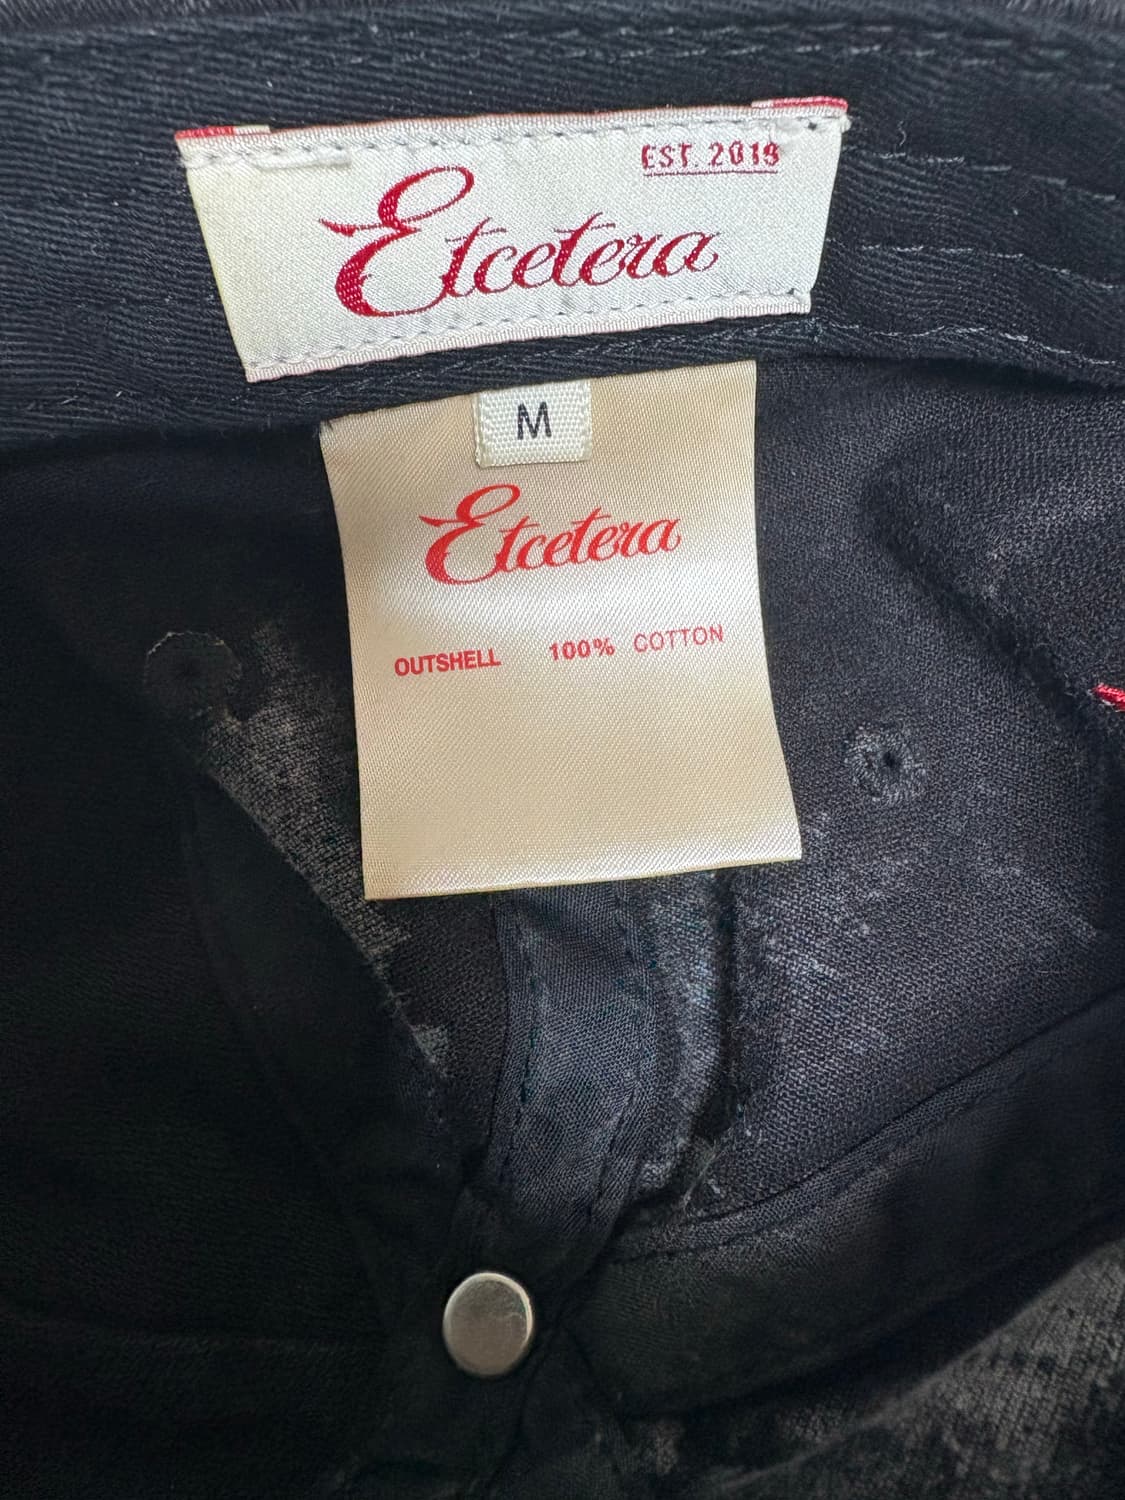 EST. 2019
Etcetera
M
Etcetera
OUTSHELL 100% COTTON